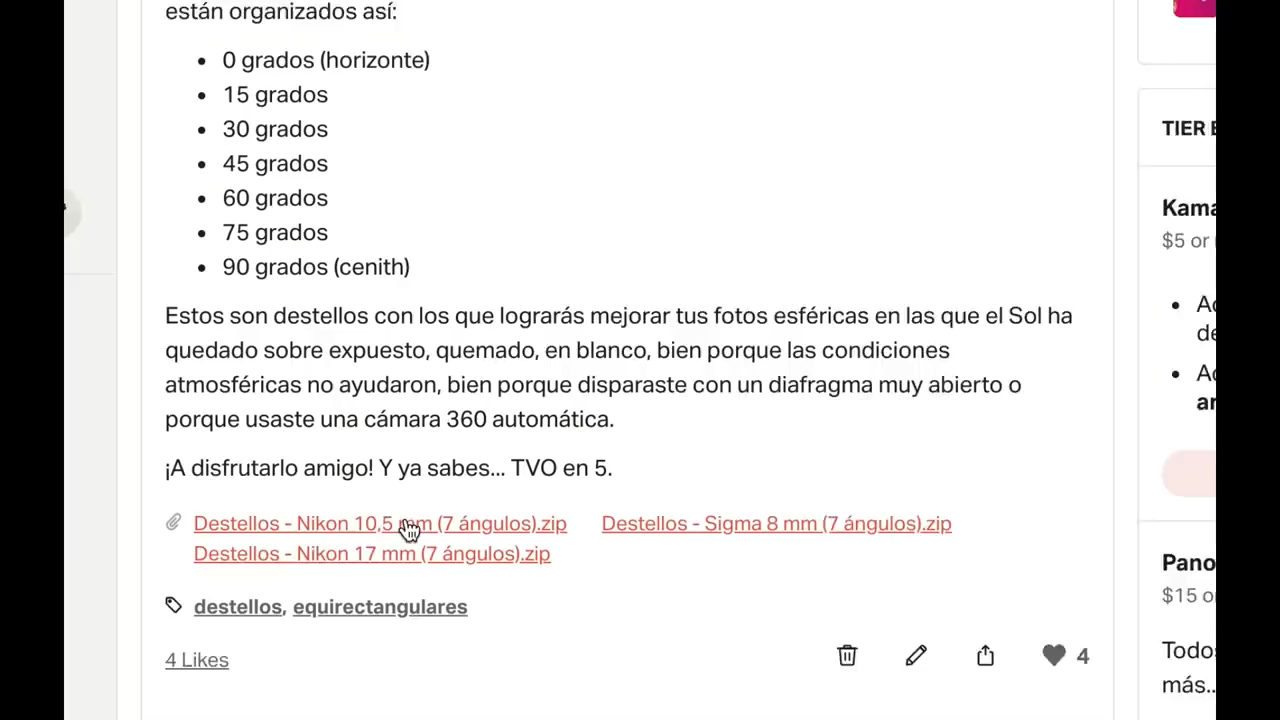 están organizados así:
0 grados (horizonte)
15 grados
30 grados
45 grados
60 grados
75 grados
90 grados (cenith)
Estos son destellos con los que lograrás mejorar tus fotos esféricas en las que el Sol ha
quedado sobre expuesto, quemado, en blanco, bien porque las condiciones
atmosféricas no ayudaron, bien porque disparaste con un diafragma muy abierto o
porque usaste una cámara 360 automática.
¡A disfrutarlo amigo! Y ya sabes... TVO en 5.
Destellos - Nikon 10,5 mm (7 ángulos).zip
Destellos - Sigma 8 mm (7 ángulos).zip
Destellos - Nikon 17 mm (7 ángulos).zip
destellos, equirectangulares
4 Likes
4
TIER
Kama
$5 or
Pano
$15 o
Todo
más..